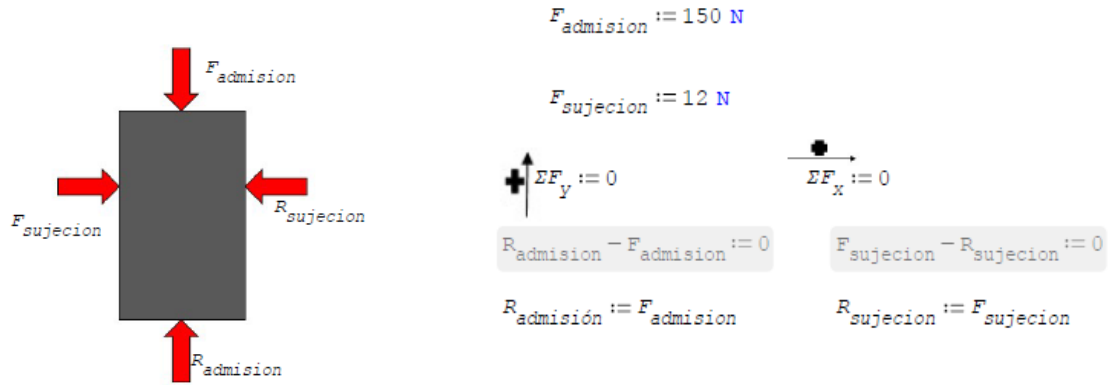 F_admision
F_sujecion
R_sujecion
R_admision
F_admision := 150 N
F_sujecion := 12 N
ΣF_y := 0
ΣF_x := 0
R_admision − F_admision := 0
F_sujecion − R_sujecion := 0
R_admisión := F_admision
R_sujecion := F_sujecion